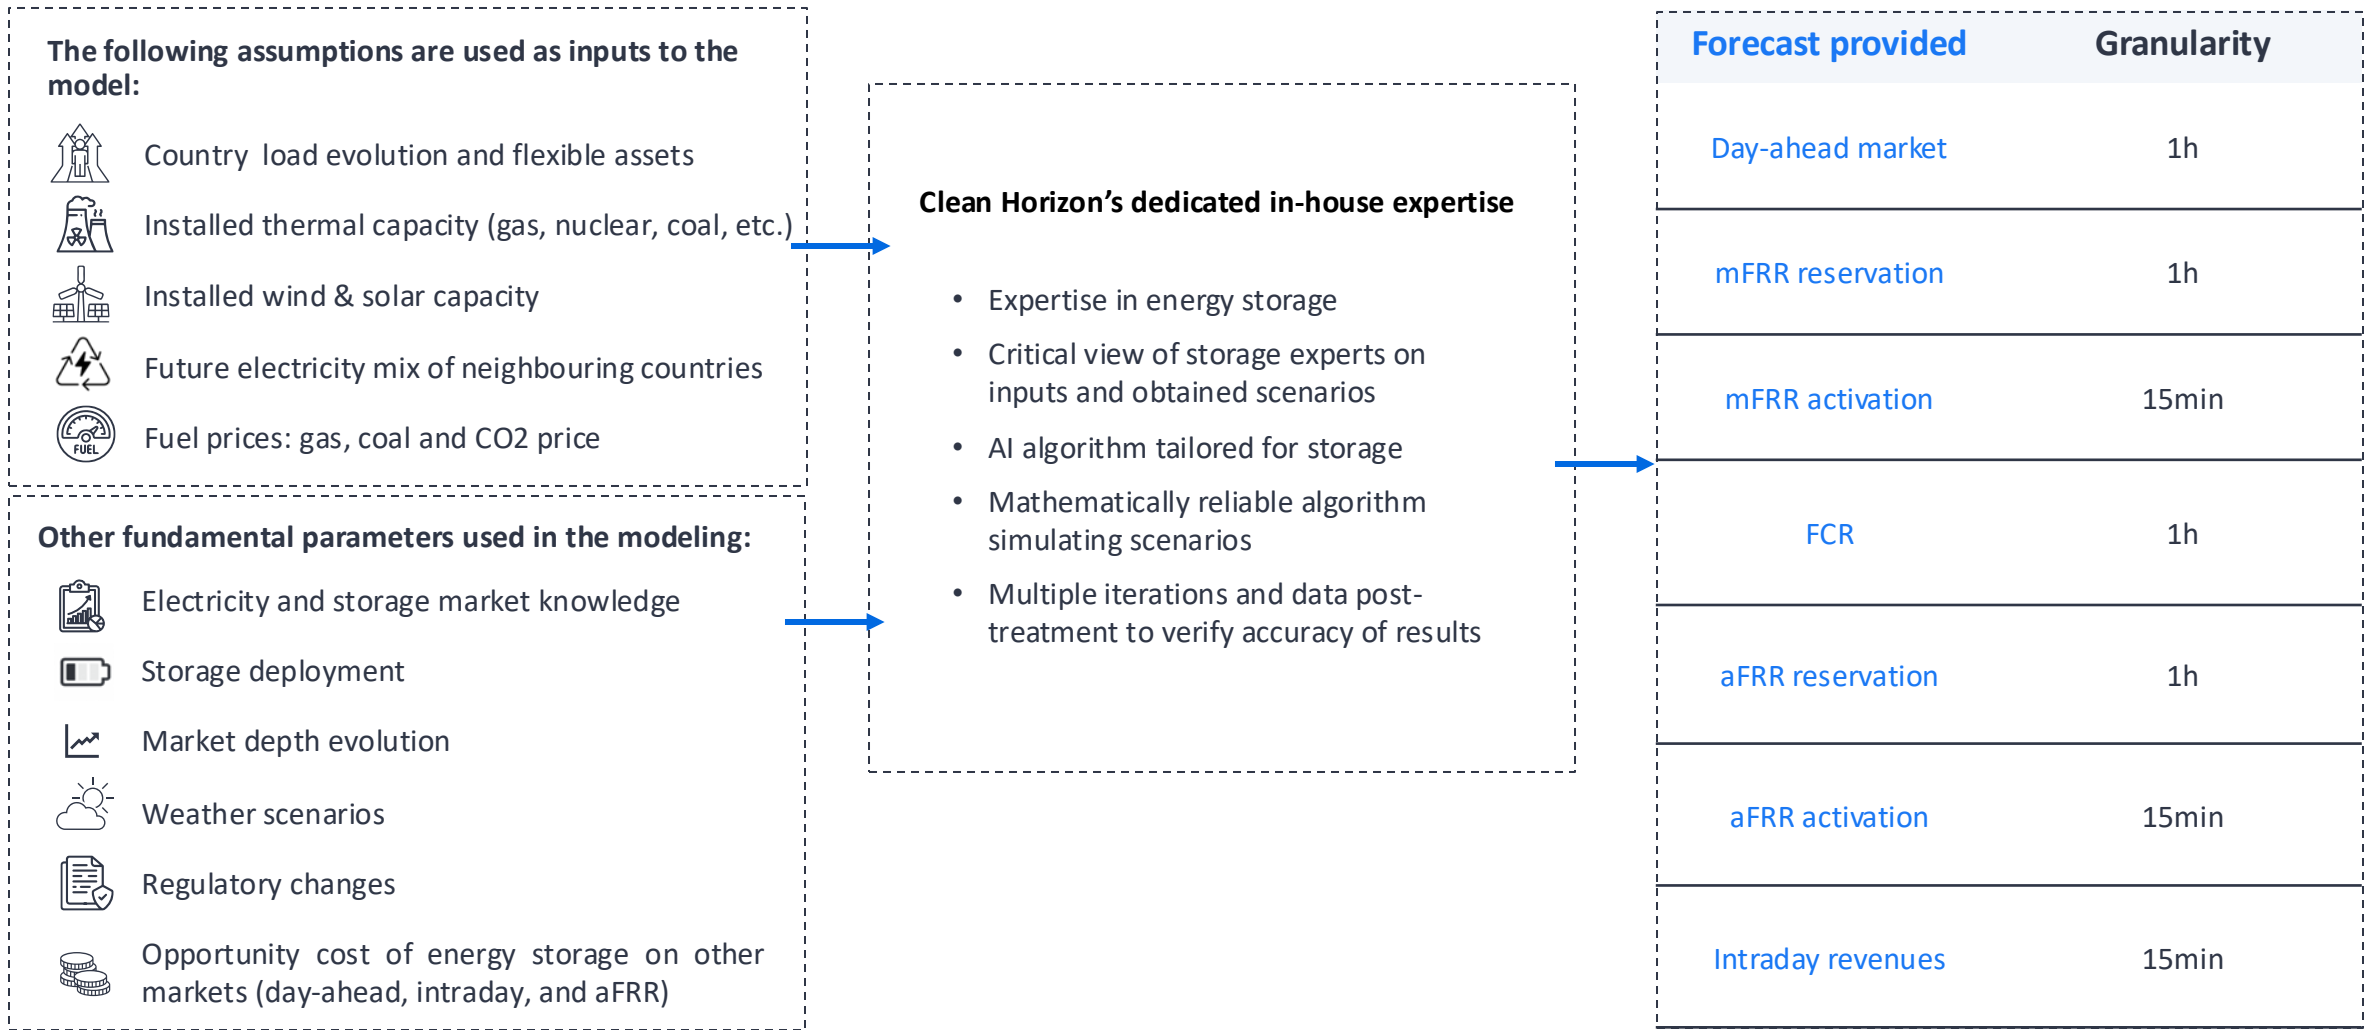 The following assumptions are used as inputs to the
model:
Country load evolution and flexible assets
Installed thermal capacity (gas, nuclear, coal, etc.)
Installed wind & solar capacity
Future electricity mix of neighbouring countries
FUEL
Fuel prices: gas, coal and CO2 price
Other fundamental parameters used in the modeling:
Electricity and storage market knowledge
Storage deployment
Market depth evolution
Weather scenarios
Regulatory changes
Opportunity cost of energy storage on other
markets (day-ahead, intraday, and aFRR)
Clean Horizon’s dedicated in-house expertise
• Expertise in energy storage
• Critical view of storage experts on
inputs and obtained scenarios
• AI algorithm tailored for storage
• Mathematically reliable algorithm
simulating scenarios
• Multiple iterations and data post-
treatment to verify accuracy of results
Forecast provided Granularity
Day-ahead market 1h
mFRR reservation 1h
mFRR activation 15min
FCR 1h
aFRR reservation 1h
aFRR activation 15min
Intraday revenues 15min